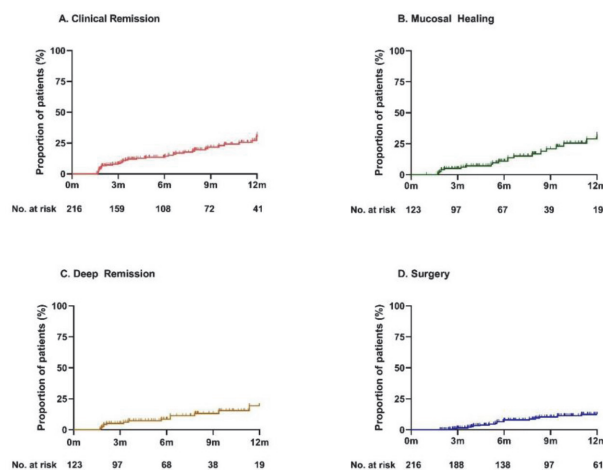 A. Clinical Remission
Proportion of patients (%)
100
75
50
25
0
0m 3m 6m 9m 12m
No. at risk 216 159 108 72 41
B. Mucosal Healing
Proportion of patients (%)
100
75
50
25
0
0m 3m 6m 9m 12m
No. at risk 123 97 67 39 19
C. Deep Remission
Proportion of patients (%)
100
75
50
25
0
0m 3m 6m 9m 12m
No. at risk 123 97 68 38 19
D. Surgery
Proportion of patients (%)
100
75
50
25
0
0m 3m 6m 9m 12m
No. at risk 216 188 138 97 61